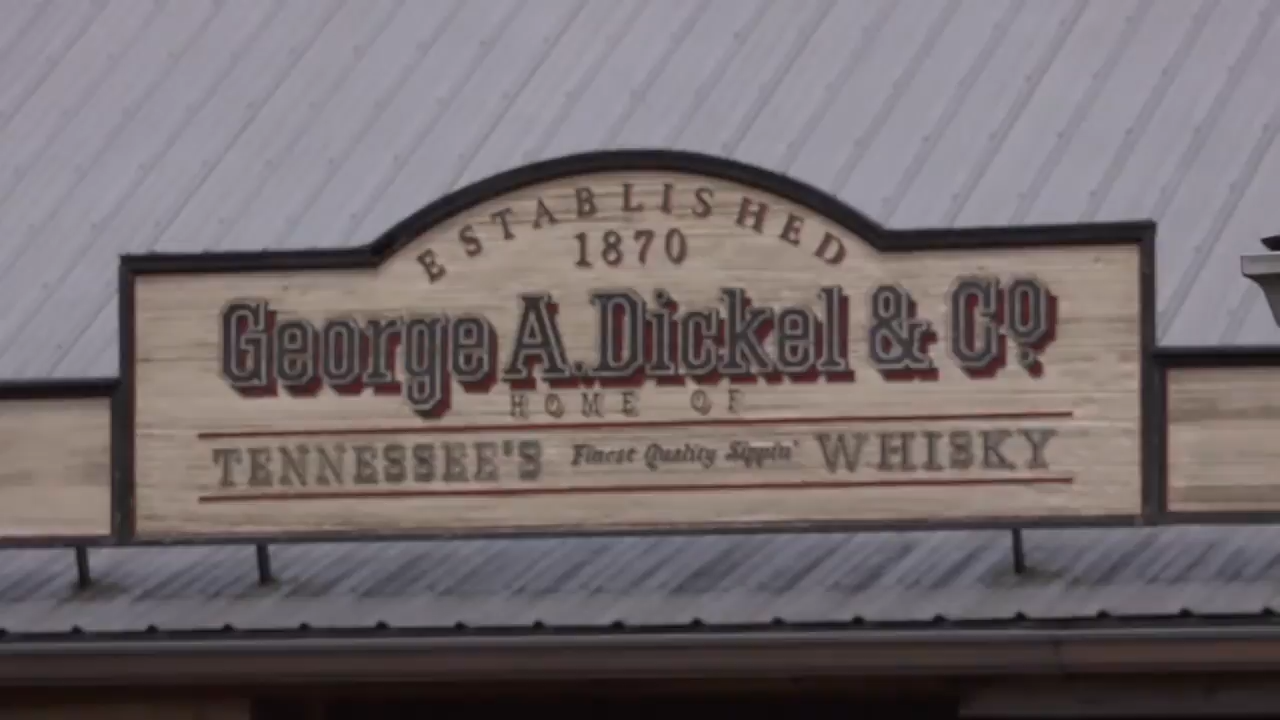 ESTABLISHED
1870
George A. Dickel & Co.
HOME OF
TENNESSEE'S Finest Quality Sippin' WHISKY